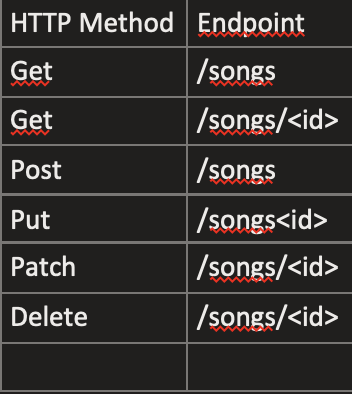 HTTP Method Endpoint
Get /songs
Get /songs/<id>
Post /songs
Put /songs<id>
Patch /songs/<id>
Delete /songs/<id>